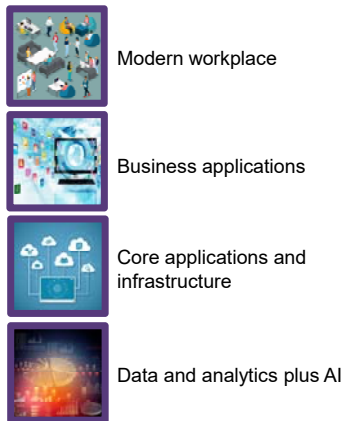 Modern workplace
Business applications
Core applications and
infrastructure
Data and analytics plus AI